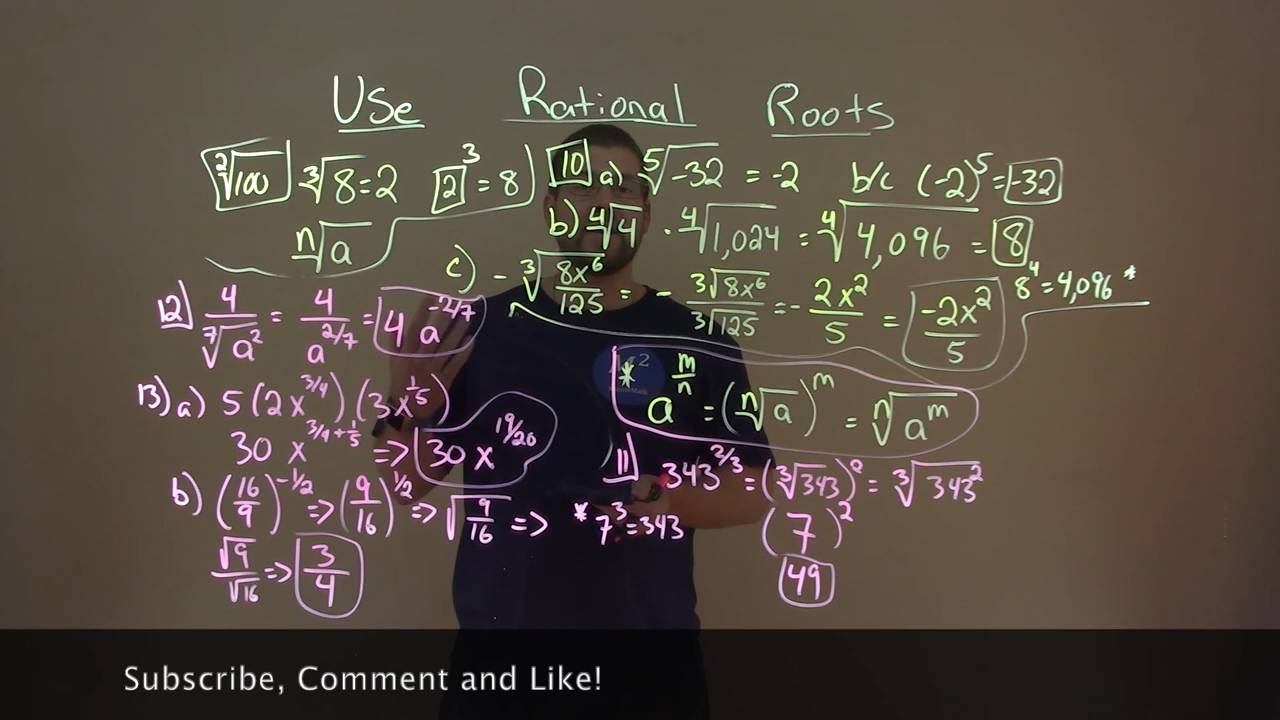 Use Rational Roots
²√100 ³√8=2 2³=8
ⁿ√a
10 a) ⁵√-32 = -2 b/c (-2)⁵=-32
b) ⁴√4 · ⁴√1,024 = ⁴√4,096 = 8
8⁴=4,096 *
c) - ³√(8x⁶/125) = - ³√8x⁶/³√125 = - 2x²/5 = -2x²/5
12) 4/⁷√a² = 4/a^(2/7) = 4a^(-2/7)
* a^(m/n) = (ⁿ√a)^m = ⁿ√a^m
13) a) 5(2x^(3/4))(3x^(1/5))
30x^(3/4+1/5) => 30x^(19/20)
b) (16/9)^(-1/2) => (9/16)^(1/2) => √(9/16) =>
√9/√16 => 3/4
11 343^(2/3) = (³√343)² = ³√343²
* 7³=343 (7)²
49
Subscribe, Comment and Like!